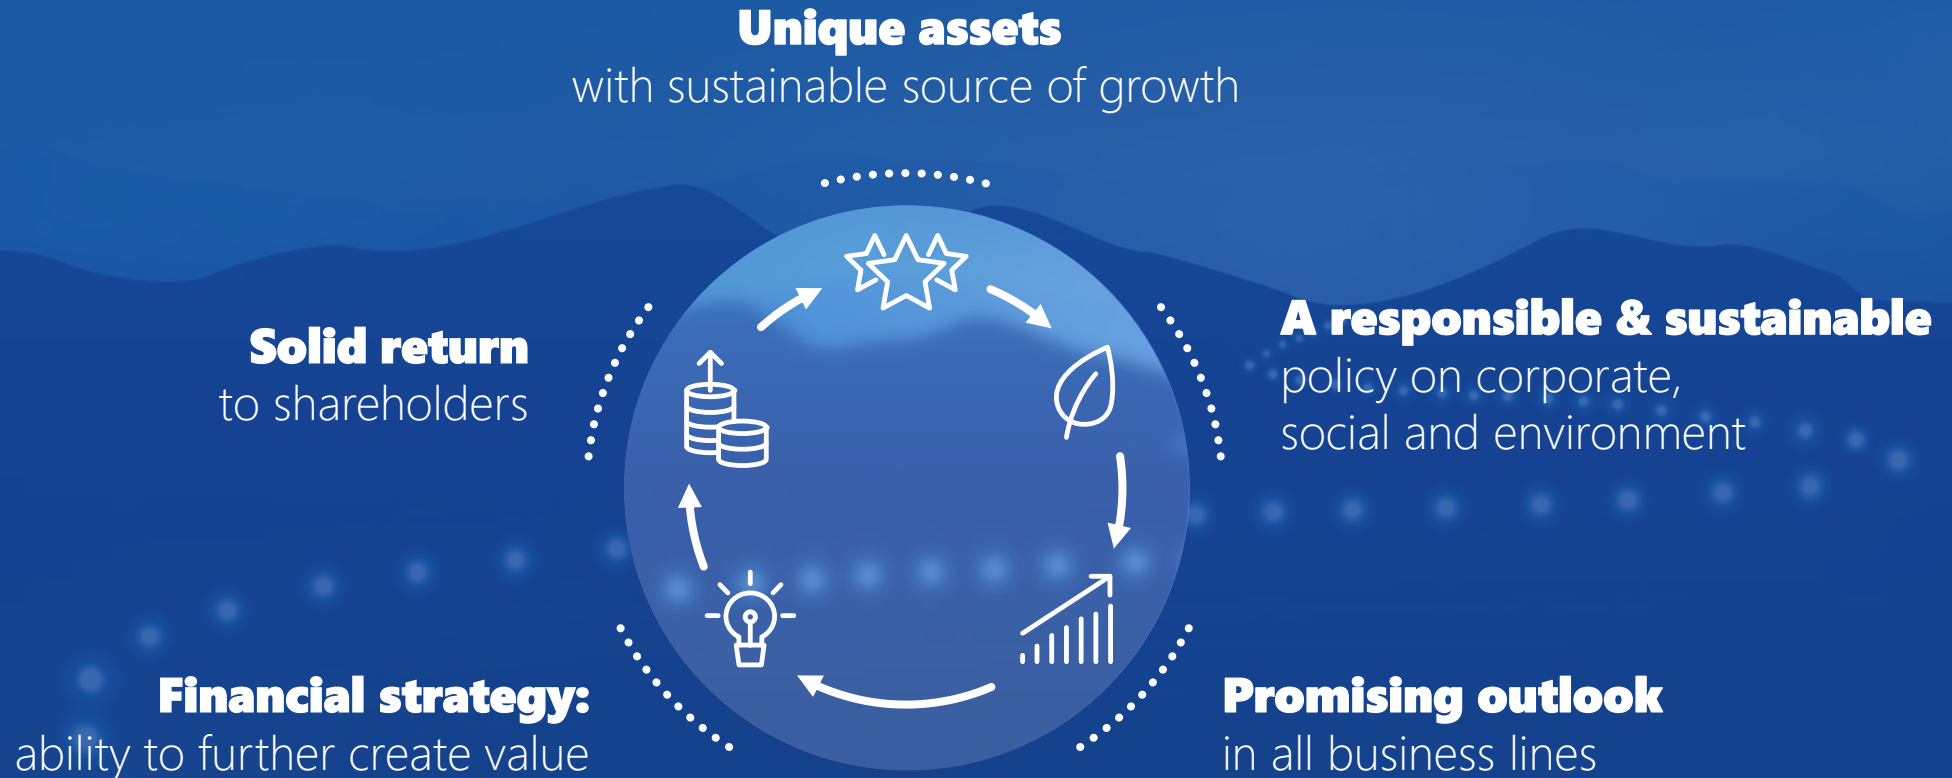 Unique assets
with sustainable source of growth
A responsible & sustainable
policy on corporate,
social and environment
Solid return
to shareholders
Financial strategy:
ability to further create value
Promising outlook
in all business lines